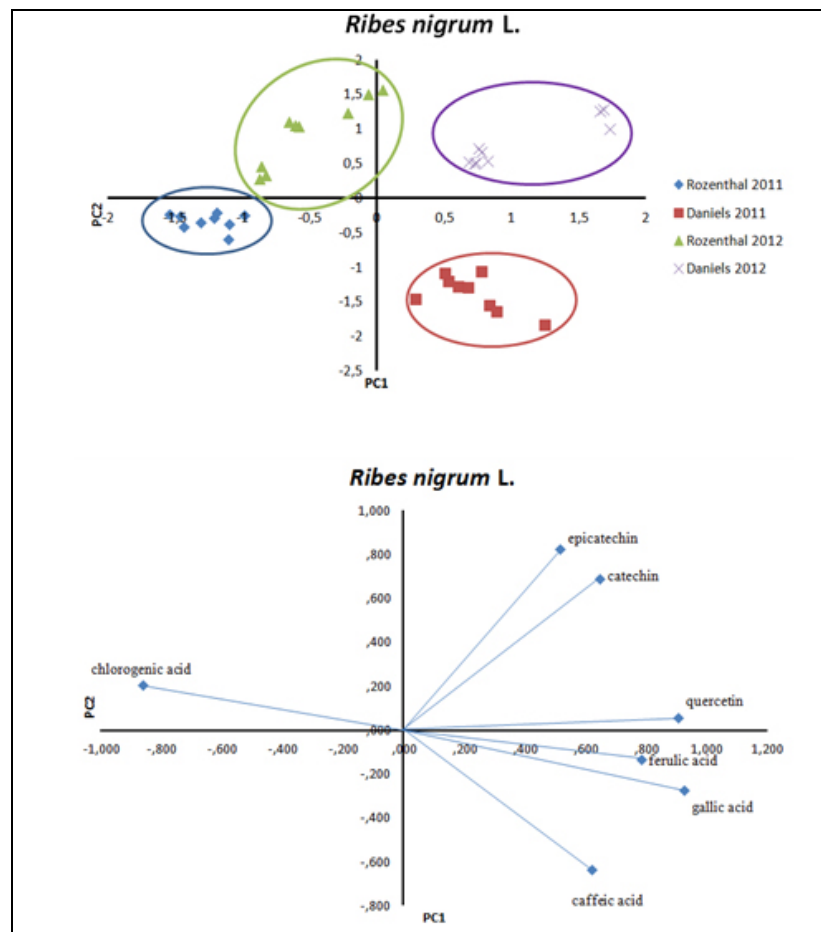 Ribes nigrum L.
2
1,5
1
0,5
0
-2 -1,5 -1 -0,5 0 0,5 1 1,5 2
-0,5
-1
-1,5
-2
-2,5
PC2
PC1
Rozenthal 2011
Daniels 2011
Rozenthal 2012
Daniels 2012
Ribes nigrum L.
1,000
,800
,600
,400
,200
,000
-1,000 -,800 -,600 -,400 -,200 ,000 ,200 ,400 ,600 ,800 1,000 1,200
-,200
-,400
-,600
-,800
epicatechin
catechin
chlorogenic acid
quercetin
ferulic acid
gallic acid
caffeic acid
PC2
PC1